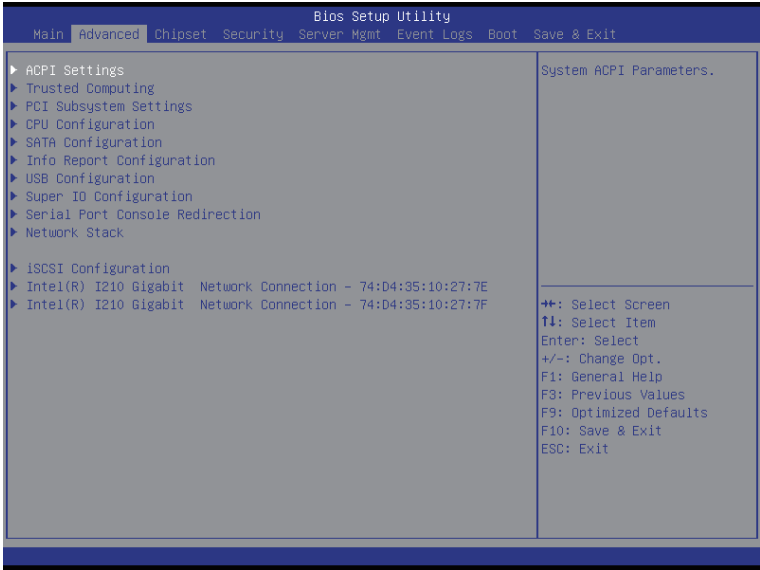 Bios Setup Utility
Main Advanced Chipset Security Server Mgmt Event Logs Boot Save & Exit
ACPI Settings
Trusted Computing
PCI Subsystem Settings
CPU Configuration
SATA Configuration
Info Report Configuration
USB Configuration
Super IO Configuration
Serial Port Console Redirection
Network Stack
iSCSI Configuration
Intel(R) I210 Gigabit Network Connection - 74:D4:35:10:27:7E
Intel(R) I210 Gigabit Network Connection - 74:D4:35:10:27:7F
System ACPI Parameters.
→←: Select Screen
↑↓: Select Item
Enter: Select
+/-: Change Opt.
F1: General Help
F3: Previous Values
F9: Optimized Defaults
F10: Save & Exit
ESC: Exit